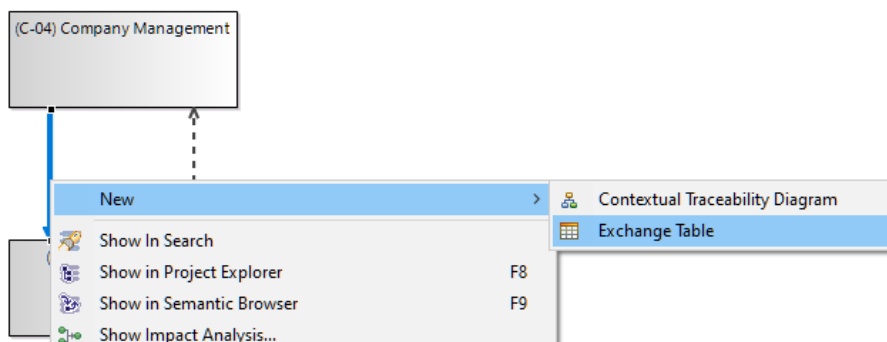 (C-04) Company Management
New
Contextual Traceability Diagram
Exchange Table
Show In Search
Show in Project Explorer F8
Show in Semantic Browser F9
Show Impact Analysis...